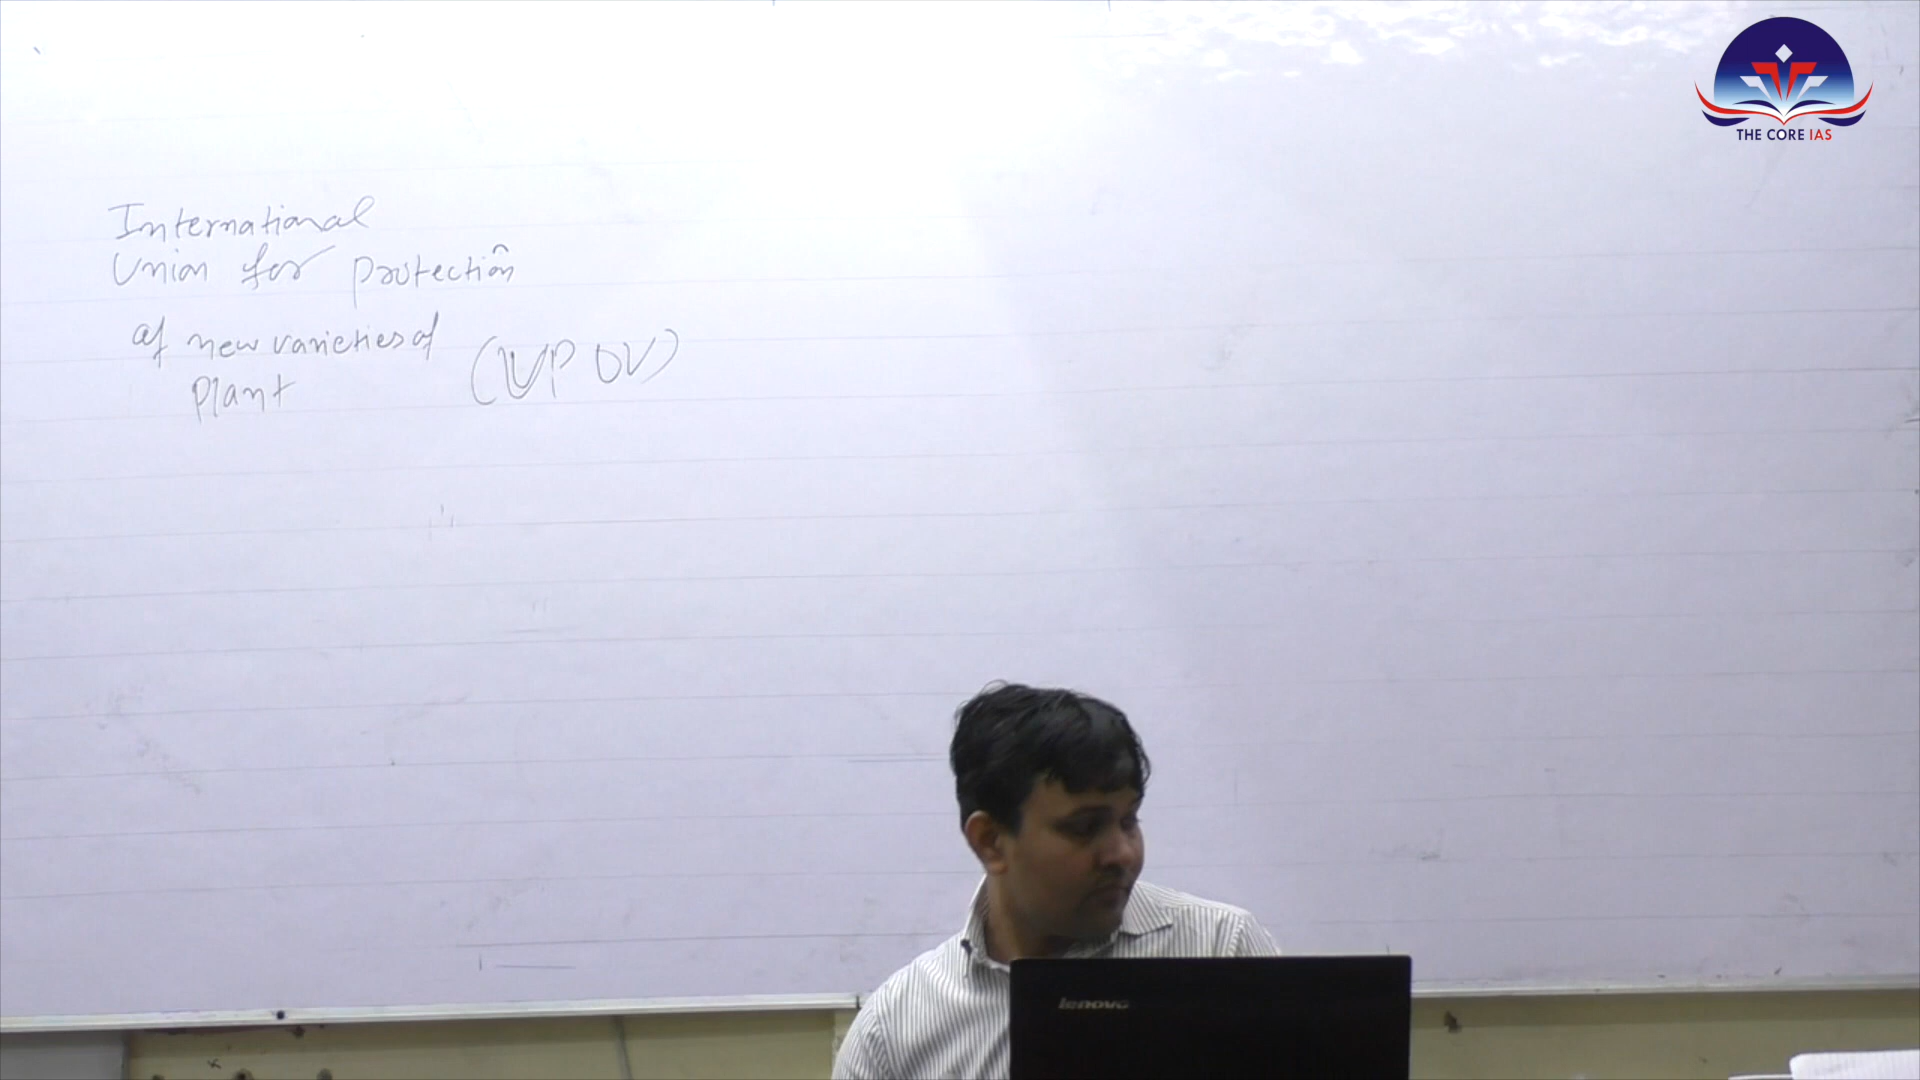 International
Union for protection
of new varieties of
plant
(UPOV)
THE CORE IAS
lenovo